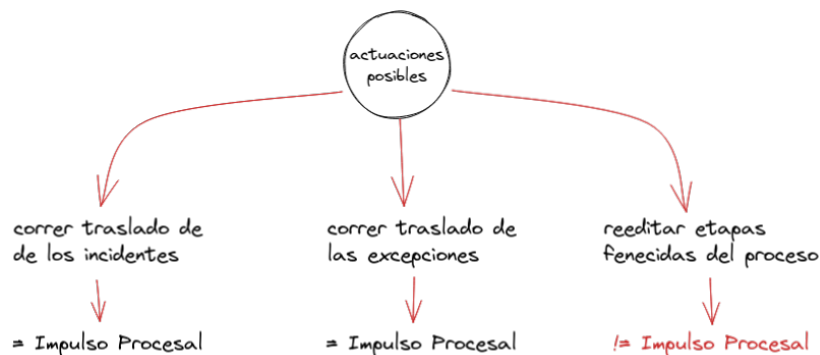 actuaciones
posibles
correr traslado de
de los incidentes
= Impulso Procesal
correr traslado de
las excepciones
= Impulso Procesal
reeditar etapas
fenecidas del proceso
!= Impulso Procesal